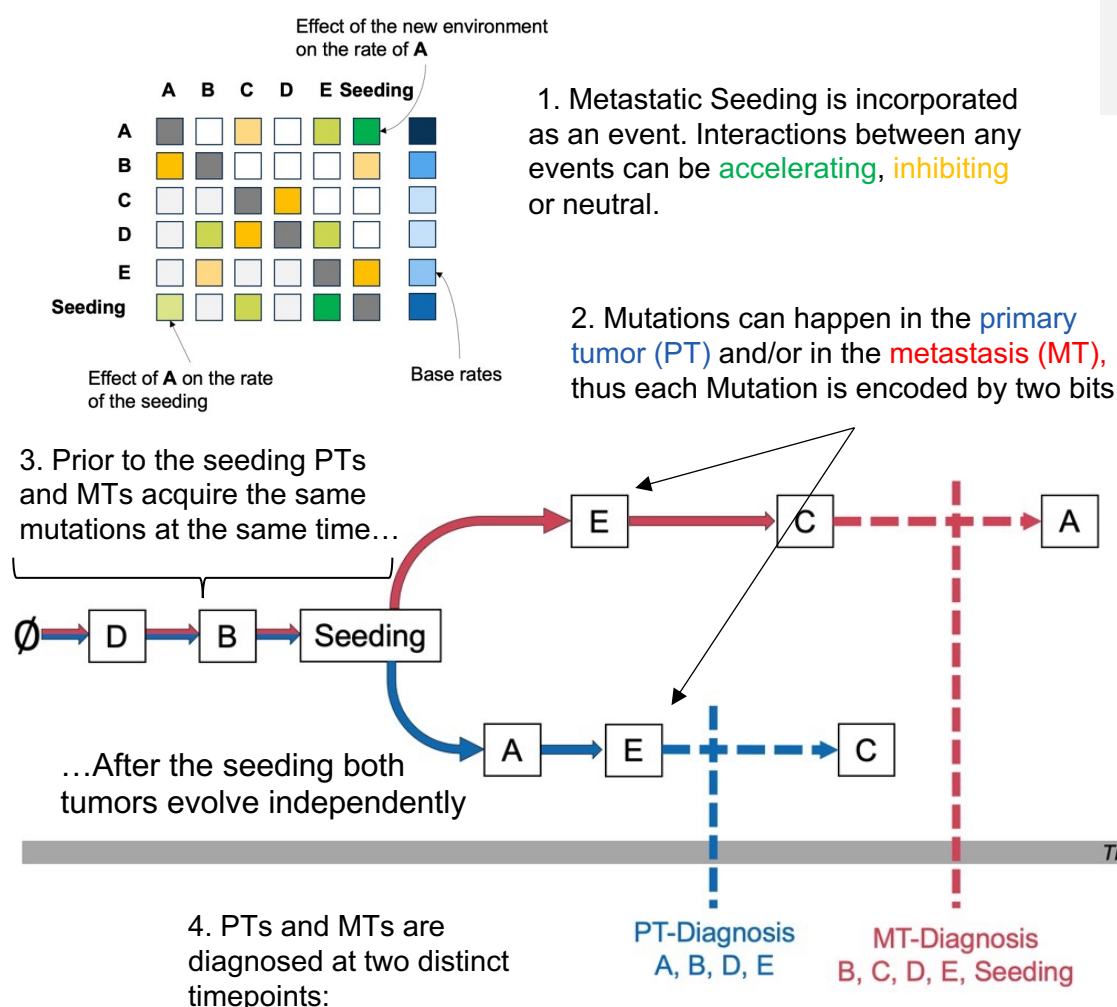 Effect of the new environment
on the rate of A
A B C D E Seeding
A
B
C
D
E
Seeding
Effect of A on the rate
of the seeding
Base rates
1. Metastatic Seeding is incorporated
as an event. Interactions between any
events can be accelerating, inhibiting
or neutral.
2. Mutations can happen in the primary
tumor (PT) and/or in the metastasis (MT),
thus each Mutation is encoded by two bits
3. Prior to the seeding PTs
and MTs acquire the same
mutations at the same time…
E C A
Ø D B Seeding
A E C
…After the seeding both
tumors evolve independently
4. PTs and MTs are
diagnosed at two distinct
timepoints:
PT-Diagnosis
A, B, D, E
MT-Diagnosis
B, C, D, E, Seeding